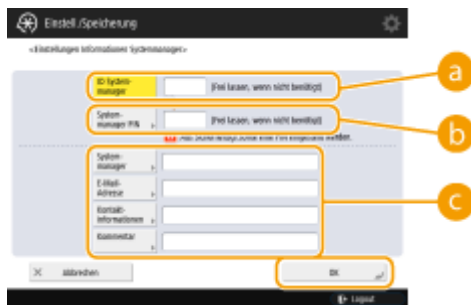 Einstell./Speicherung
<Einstellungen Informationen Systemmanager>
ID System-
manager
(Frei lassen, wenn nicht benötigt)
a
System-
manager PIN
(Frei lassen, wenn nicht benötigt)
b
System-
manager
E-Mail-
Adresse
Kontakt-
informationen
Kommentar
c
Abbrechen
OK
Logout